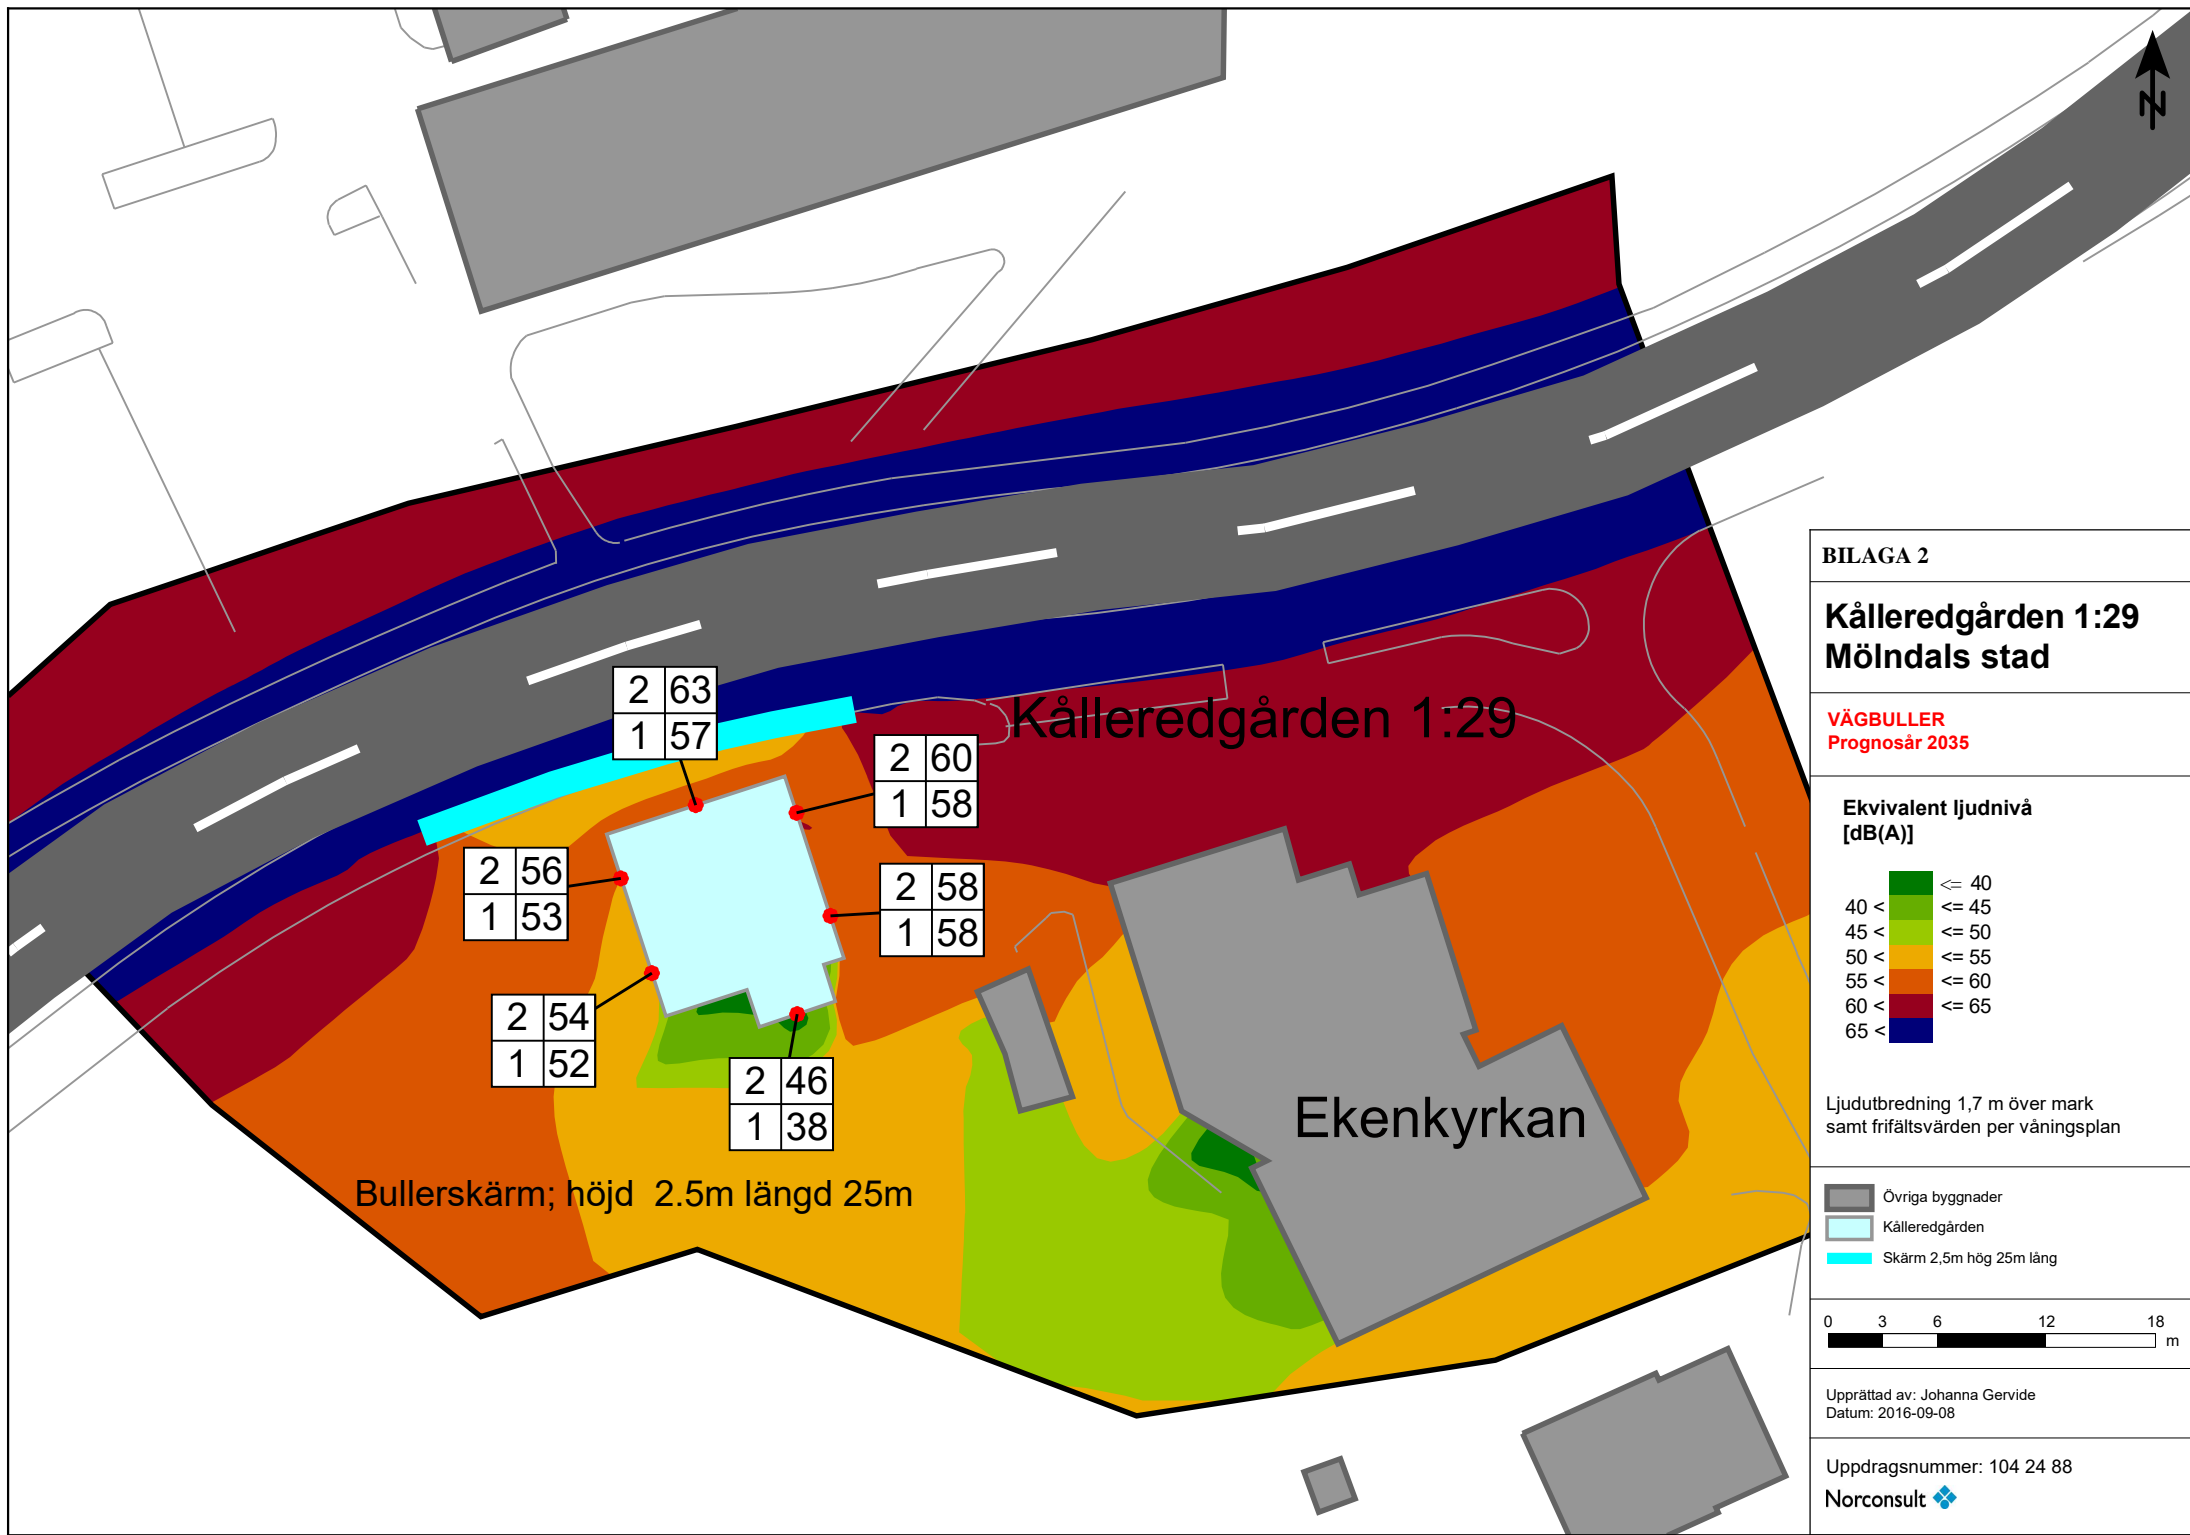 N
2 63
1 57
Kålleredgården 1:29
2 60
1 58
2 56
1 53
2 58
1 58
2 54
1 52
2 46
1 38
Ekenkyrkan
Bullerskärm; höjd 2.5m längd 25m
BILAGA 2
Kålleredgården 1:29
Mölndals stad
VÄGBULLER
Prognosår 2035
Ekvivalent ljudnivå
[dB(A)]
<= 40
40 < <= 45
45 < <= 50
50 < <= 55
55 < <= 60
60 < <= 65
65 <
Ljudutbredning 1,7 m över mark
samt frifältsvärden per våningsplan
Övriga byggnader
Kålleredgården
Skärm 2,5m hög 25m lång
0 3 6 12 18
m
Upprättad av: Johanna Gervide
Datum: 2016-09-08
Uppdragsnummer: 104 24 88
Norconsult